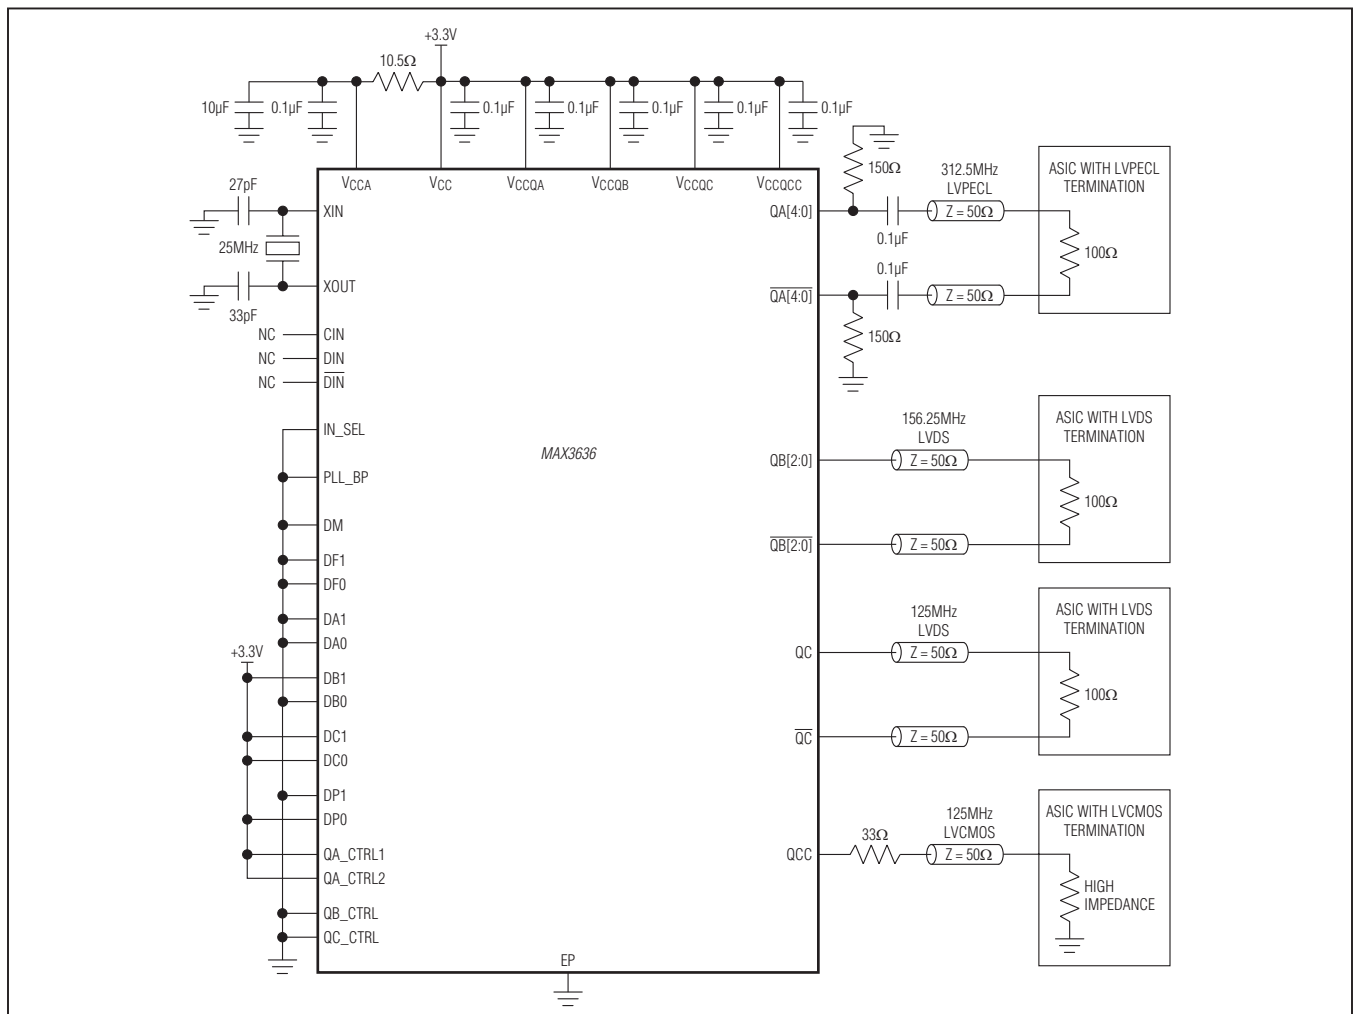 +3.3V
10.5Ω
10µF
0.1µF
0.1µF
0.1µF
0.1µF
0.1µF
0.1µF
VCCA
VCC
VCCQA
VCCQB
VCCQC
VCCQCC
27pF
XIN
25MHz
XOUT
33pF
NC
CIN
NC
DIN
NC
DIN
IN_SEL
PLL_BP
DM
DF1
DF0
DA1
DA0
+3.3V
DB1
DB0
DC1
DC0
DP1
DP0
QA_CTRL1
QA_CTRL2
QB_CTRL
QC_CTRL
MAX3636
EP
150Ω
312.5MHz
LVPECL
QA[4:0]
Z = 50Ω
0.1µF
0.1µF
QA[4:0]
Z = 50Ω
150Ω
ASIC WITH LVPECL
TERMINATION
100Ω
156.25MHz
LVDS
QB[2:0]
Z = 50Ω
QB[2:0]
Z = 50Ω
ASIC WITH LVDS
TERMINATION
100Ω
125MHz
LVDS
QC
Z = 50Ω
QC
Z = 50Ω
ASIC WITH LVDS
TERMINATION
100Ω
125MHz
LVCMOS
QCC
33Ω
Z = 50Ω
ASIC WITH LVCMOS
TERMINATION
HIGH
IMPEDANCE